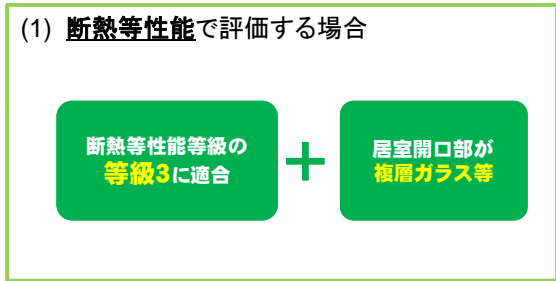 (1) 断熱等性能で評価する場合
断熱等性能等級の
等級3に適合
+
居室開口部が
複層ガラス等